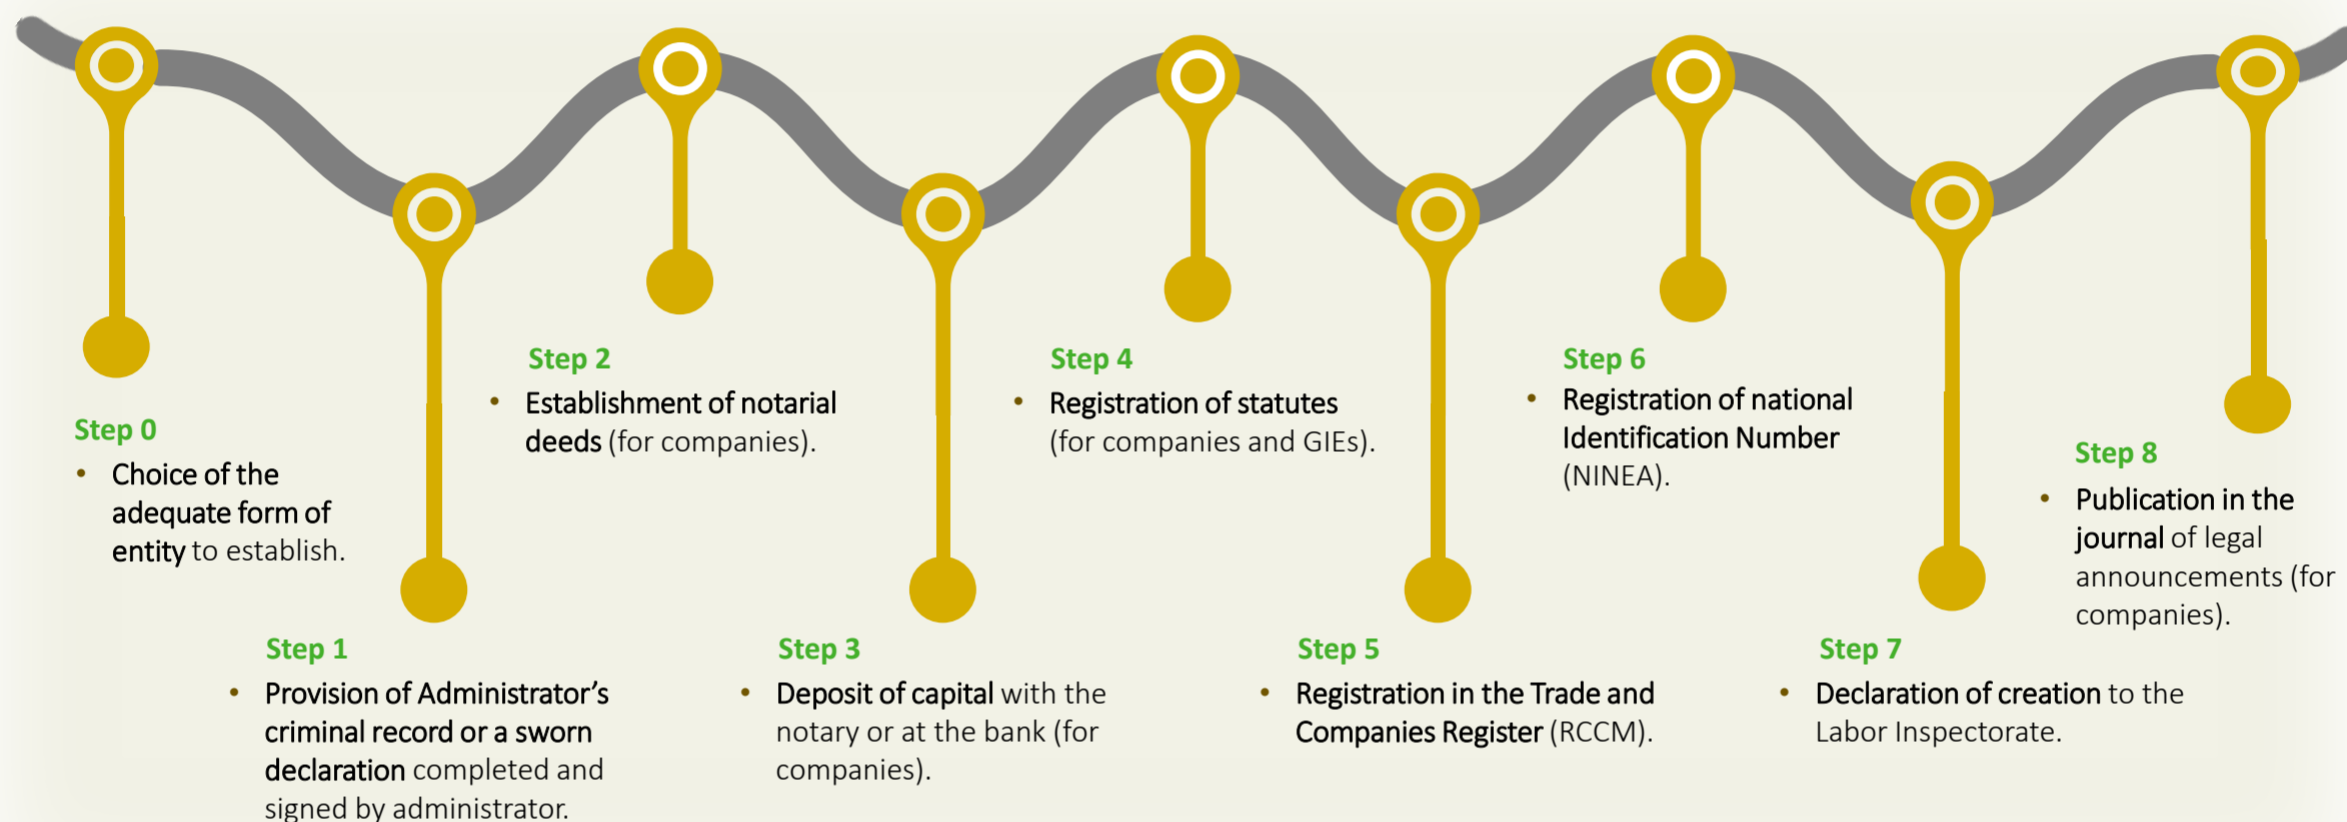 Step 0
• Choice of the
adequate form of
entity to establish.
Step 1
• Provision of Administrator’s
criminal record or a sworn
declaration completed and
signed by administrator.
Step 2
• Establishment of notarial
deeds (for companies).
Step 3
• Deposit of capital with the
notary or at the bank (for
companies).
Step 4
• Registration of statutes
(for companies and GIEs).
Step 5
• Registration in the Trade and
Companies Register (RCCM).
Step 6
• Registration of national
Identification Number
(NINEA).
Step 7
• Declaration of creation to the
Labor Inspectorate.
Step 8
• Publication in the
journal of legal
announcements (for
companies).